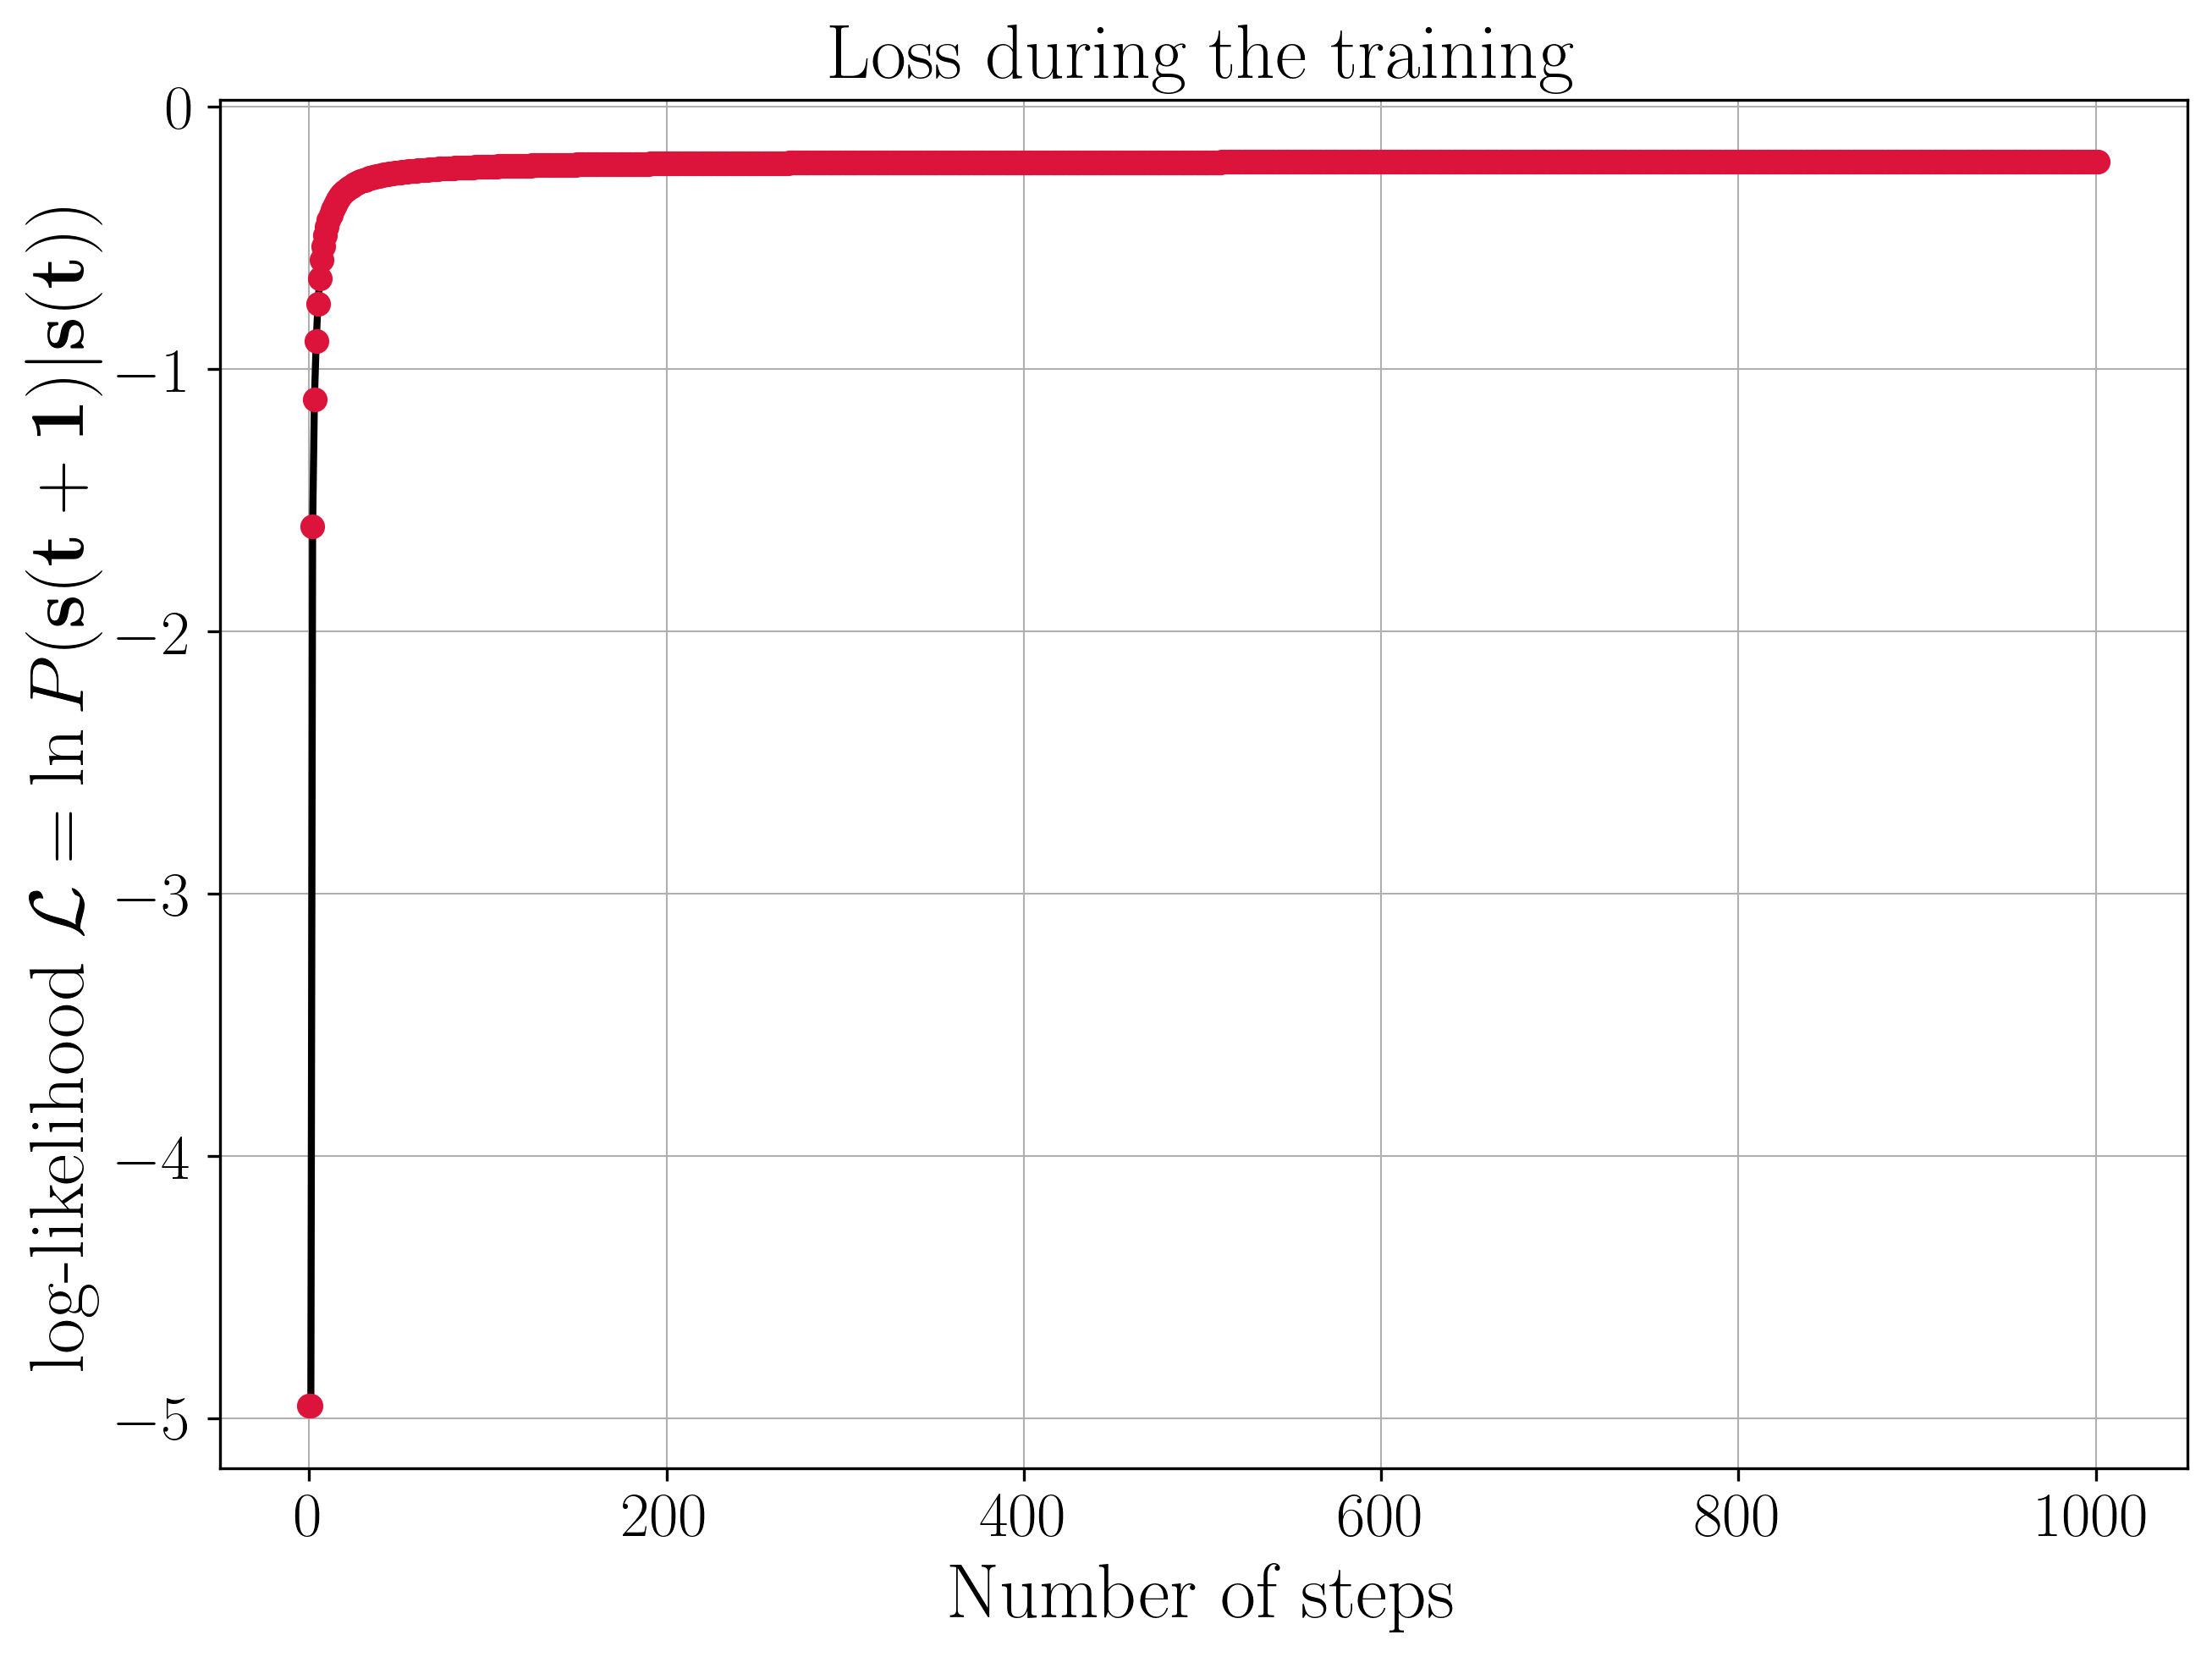 Loss during the training
log-likelihood ℒ = ln P(s(t + 1)|s(t))
0
−1
−2
−3
−4
−5
0 200 400 600 800 1000
Number of steps